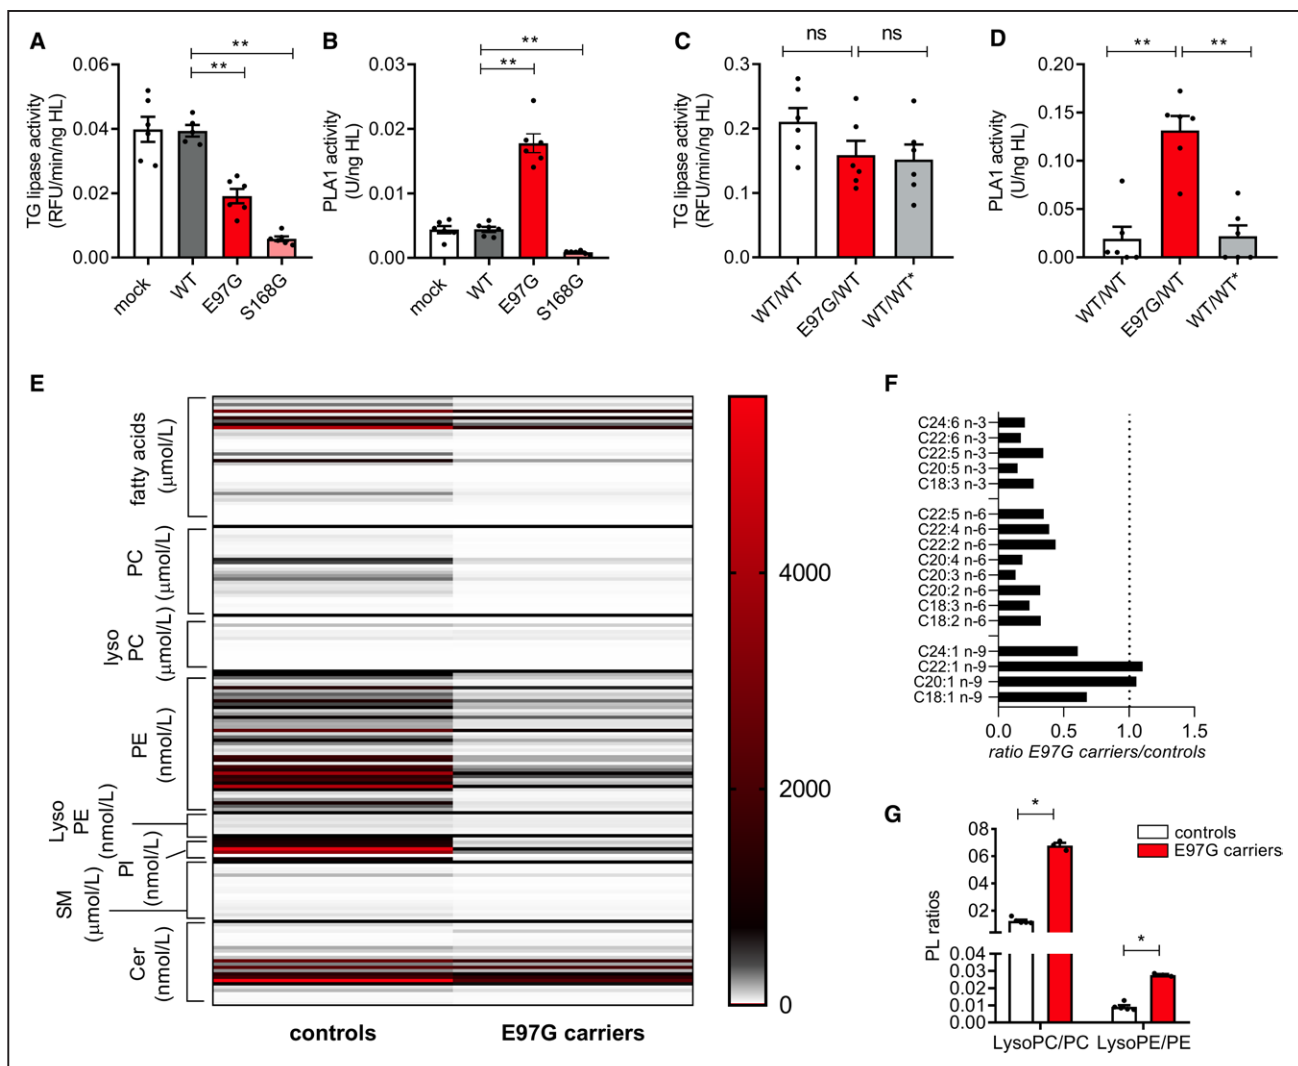 A
TG lipase activity
(RFU/min/ng HL)
0.06
0.04
0.02
0.00
**
**
mock
WT
E97G
S168G
B
PLA1 activity
(U/ng HL)
0.03
0.02
0.01
0.00
**
**
mock
WT
E97G
S168G
C
TG lipase activity
(RFU/min/ng HL)
0.3
0.2
0.1
0.0
ns
ns
WT/WT
E97G/WT
WT/WT*
D
PLA1 activity
(U/ng HL)
0.20
0.15
0.10
0.05
0.00
**
**
WT/WT
E97G/WT
WT/WT*
E
fatty acids
(µmol/L)
PC
(µmol/L)
lyso
PC
(µmol/L)
PE
(nmol/L)
Lyso
PE
(nmol/L)
PI
(nmol/L)
SM
(µmol/L)
Cer
(nmol/L)
controls
E97G carriers
4000
2000
0
F
C24:6 n-3
C22:6 n-3
C22:5 n-3
C20:5 n-3
C18:3 n-3
C22:5 n-6
C22:4 n-6
C22:2 n-6
C20:4 n-6
C20:3 n-6
C20:2 n-6
C18:3 n-6
C18:2 n-6
C24:1 n-9
C22:1 n-9
C20:1 n-9
C18:1 n-9
0.0
0.5
1.0
1.5
ratio E97G carriers/controls
G
PL ratios
08
06
04
02
0.04
0.03
0.02
0.01
0.00
*
*
controls
E97G carriers
LysoPC/PC
LysoPE/PE